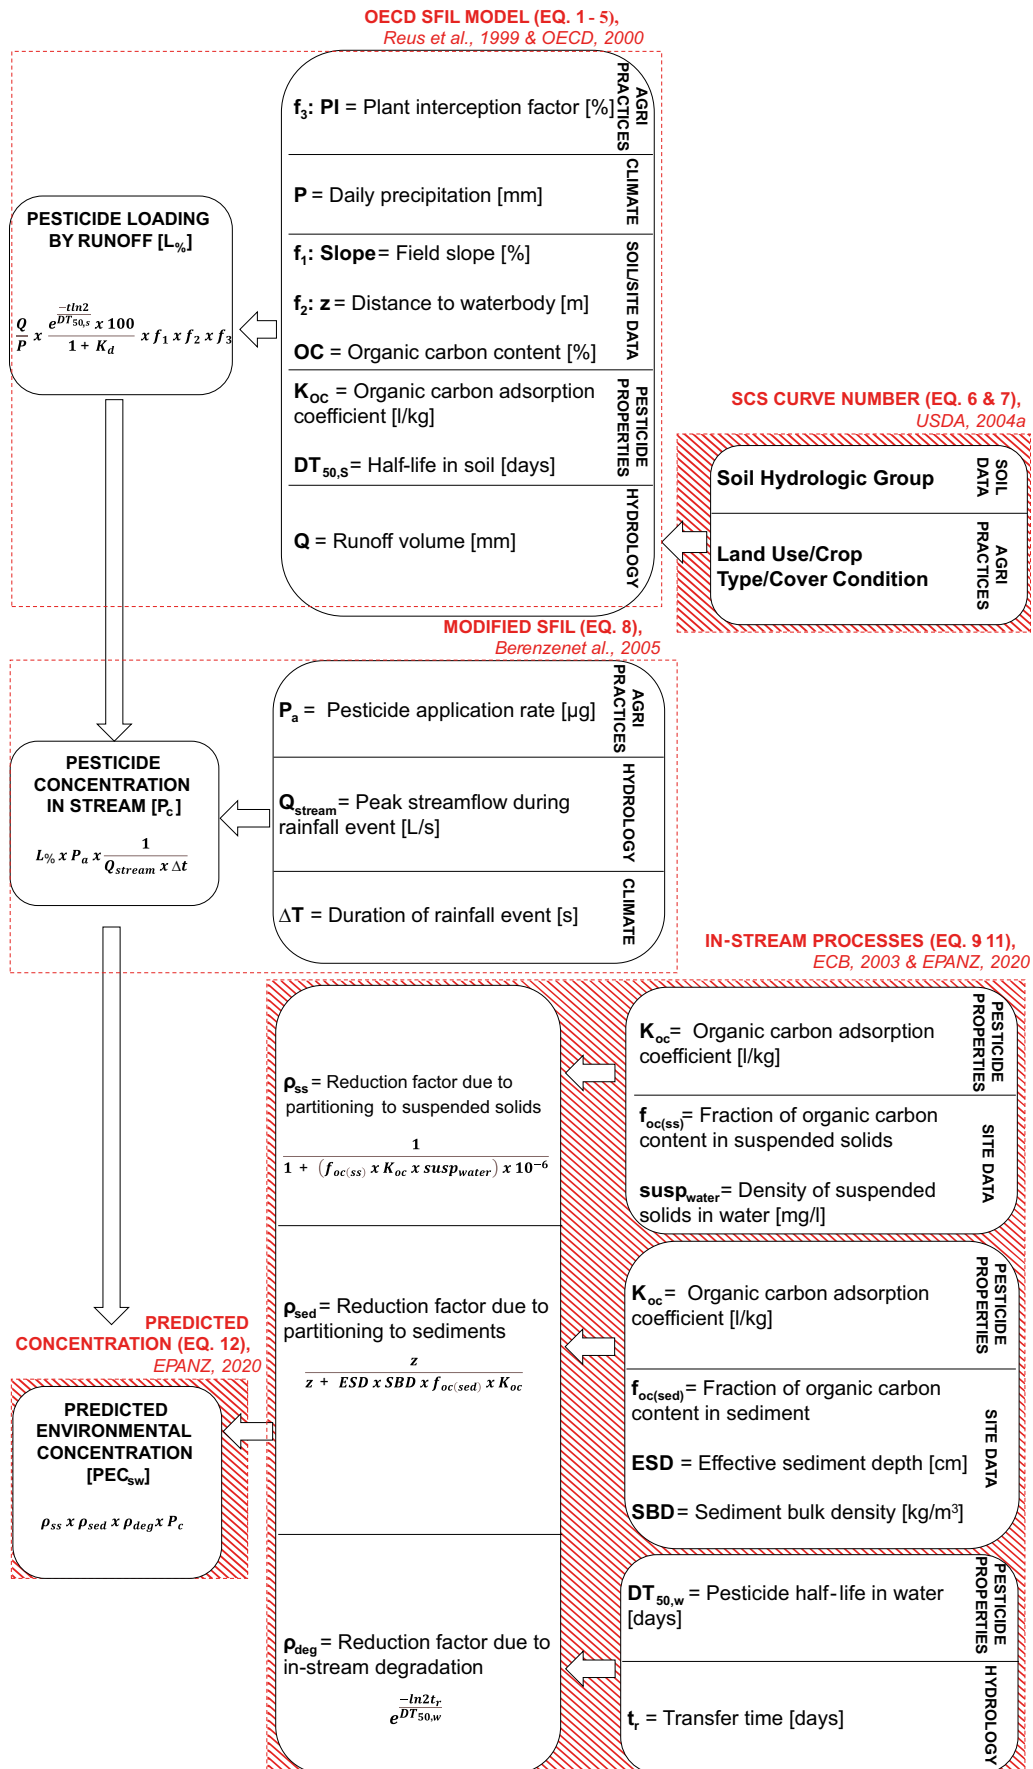 OECD SFIL MODEL (EQ. 1 - 5),
Reus et al., 1999 & OECD, 2000
f3: PI = Plant interception factor [%]
AGRI
PRACTICES
P = Daily precipitation [mm]
CLIMATE
f1: Slope= Field slope [%]
f2: z = Distance to waterbody [m]
OC = Organic carbon content [%]
SOIL/SITE DATA
KOC = Organic carbon adsorption
coefficient [l/kg]
DT50,S= Half-life in soil [days]
PESTICIDE
PROPERTIES
Q = Runoff volume [mm]
HYDROLOGY
PESTICIDE LOADING
BY RUNOFF [L%]
Q/P x e^(-tln2/DT50,s) x 100/(1 + Kd) x f1 x f2 x f3
SCS CURVE NUMBER (EQ. 6 & 7),
USDA, 2004a
Soil Hydrologic Group
SOIL
DATA
Land Use/Crop
Type/Cover Condition
AGRI
PRACTICES
MODIFIED SFIL (EQ. 8),
Berenzenet al., 2005
Pa = Pesticide application rate [µg]
AGRI
PRACTICES
Qstream= Peak streamflow during
rainfall event [L/s]
HYDROLOGY
ΔT = Duration of rainfall event [s]
CLIMATE
PESTICIDE
CONCENTRATION
IN STREAM [Pc]
L% x Pa x 1/(Qstream x Δt)
IN-STREAM PROCESSES (EQ. 9 11),
ECB, 2003 & EPANZ, 2020
ρss = Reduction factor due to
partitioning to suspended solids
1/(1 + (foc(ss) x Koc x suspwater) x 10^−6)
Koc= Organic carbon adsorption
coefficient [l/kg]
PESTICIDE
PROPERTIES
foc(ss)= Fraction of organic carbon
content in suspended solids
suspwater= Density of suspended
solids in water [mg/l]
SITE DATA
ρsed = Reduction factor due to
partitioning to sediments
z/(z + ESD x SBD x foc(sed) x Koc)
Koc= Organic carbon adsorption
coefficient [l/kg]
PESTICIDE
PROPERTIES
foc(sed)= Fraction of organic carbon
content in sediment
ESD = Effective sediment depth [cm]
SBD = Sediment bulk density [kg/m³]
SITE DATA
ρdeg = Reduction factor due to
in-stream degradation
e^(-ln2tr/DT50,w)
DT50,w = Pesticide half-life in water
[days]
PESTICIDE
PROPERTIES
tr = Transfer time [days]
HYDROLOGY
PREDICTED
CONCENTRATION (EQ. 12),
EPANZ, 2020
PREDICTED
ENVIRONMENTAL
CONCENTRATION
[PECsw]
ρss x ρsed x ρdeg x Pc